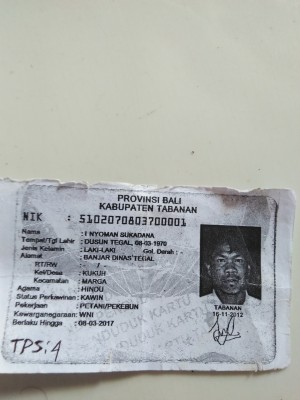 PROVINSI BALI
KABUPATEN TABANAN
NIK : 5102070803700001
Nama : I NYOMAN SUKADANA
Tempat/Tgl Lahir : DUSUN TEGAL, 08-03-1970
Jenis Kelamin : LAKI-LAKI Gol. Darah : -
Alamat : BANJAR DINAS TEGAL
RT/RW : /
Kel/Desa : KUKUH
Kecamatan : MARGA
Agama : HINDU
Status Perkawinan : KAWIN
Pekerjaan : PETANI/PEKEBUN
Kewarganegaraan : WNI
Berlaku Hingga : 08-03-2017
TABANAN
16-11-2012
TPS : 4